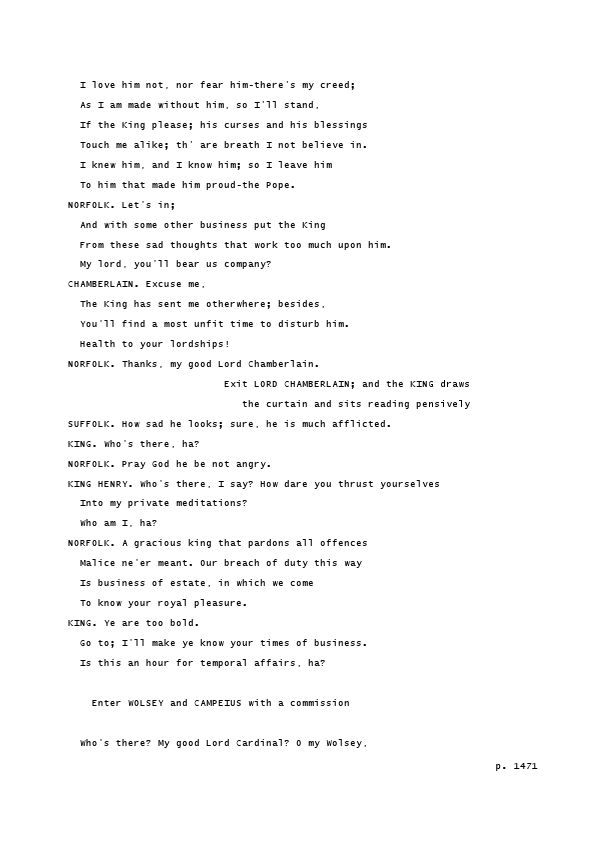 I love him not, nor fear him-there's my creed;
As I am made without him, so I'll stand,
If the King please; his curses and his blessings
Touch me alike; th' are breath I not believe in.
I knew him, and I know him; so I leave him
To him that made him proud-the Pope.
NORFOLK. Let's in;
And with some other business put the King
From these sad thoughts that work too much upon him.
My lord, you'll bear us company?
CHAMBERLAIN. Excuse me,
The King has sent me otherwhere; besides,
You'll find a most unfit time to disturb him.
Health to your lordships!
NORFOLK. Thanks, my good Lord Chamberlain.
Exit LORD CHAMBERLAIN; and the KING draws
the curtain and sits reading pensively
SUFFOLK. How sad he looks; sure, he is much afflicted.
KING. Who's there, ha?
NORFOLK. Pray God he be not angry.
KING HENRY. Who's there, I say? How dare you thrust yourselves
Into my private meditations?
Who am I, ha?
NORFOLK. A gracious king that pardons all offences
Malice ne'er meant. Our breach of duty this way
Is business of estate, in which we come
To know your royal pleasure.
KING. Ye are too bold.
Go to; I'll make ye know your times of business.
Is this an hour for temporal affairs, ha?
Enter WOLSEY and CAMPEIUS with a commission
Who's there? My good Lord Cardinal? O my Wolsey,
p. 1471